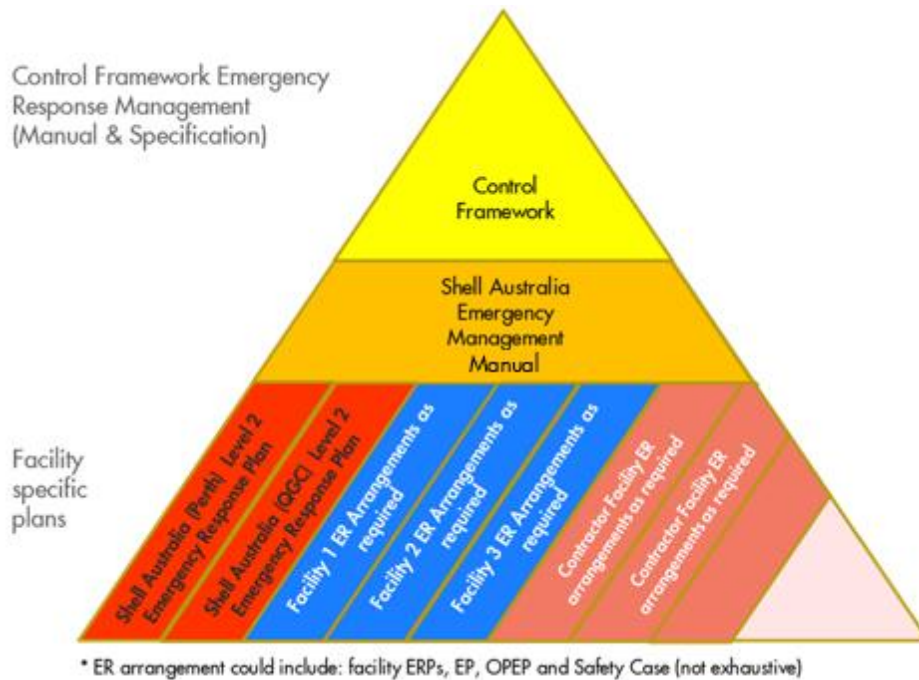 Control Framework Emergency
Response Management
(Manual & Specification)
Control
Framework
Shell Australia
Emergency
Management
Manual
Facility
specific
plans
Shell Australia (Perth) Level 2
Emergency Response Plan
Shell Australia (QGC) Level 2
Emergency Response Plan
Facility 1 ER Arrangements as
required
Facility 2 ER Arrangements as
required
Facility 3 ER Arrangements as
required
Contractor Facility ER
arrangements as required
Contractor Facility ER
arrangements as required
* ER arrangement could include: facility ERPs, EP, OPEP and Safety Case (not exhaustive)